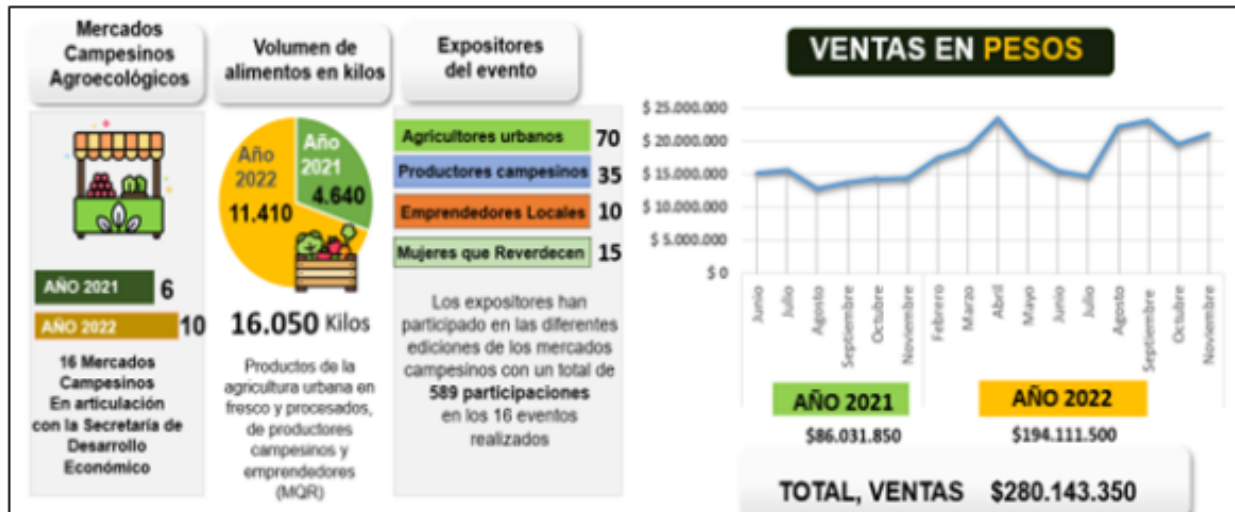 Mercados
Campesinos
Agroecológicos
AÑO 2021 6
AÑO 2022 10
16 Mercados
Campesinos
En articulación
con la Secretaría de
Desarrollo
Económico
Volumen de
alimentos en kilos
Año
2021
4.640
Año
2022
11.410
16.050 Kilos
Productos de la
agricultura urbana en
fresco y procesados,
de productores
campesinos y
emprendedores
(MQR)
Expositores
del evento
Agricultores urbanos 70
Productores campesinos 35
Emprendedores Locales 10
Mujeres que Reverdecen 15
Los expositores han
participado en las diferentes
ediciones de los mercados
campesinos con un total de
589 participaciones
en los 16 eventos
realizados
VENTAS EN PESOS
$ 25.000.000
$ 20.000.000
$ 15.000.000
$ 10.000.000
$ 5.000.000
$ 0
Junio
Julio
Agosto
Septiembre
Octubre
Noviembre
Febrero
Marzo
Abril
Mayo
Junio
Julio
Agosto
Septiembre
Octubre
Noviembre
AÑO 2021
$86.031.850
AÑO 2022
$194.111.500
TOTAL, VENTAS $280.143.350